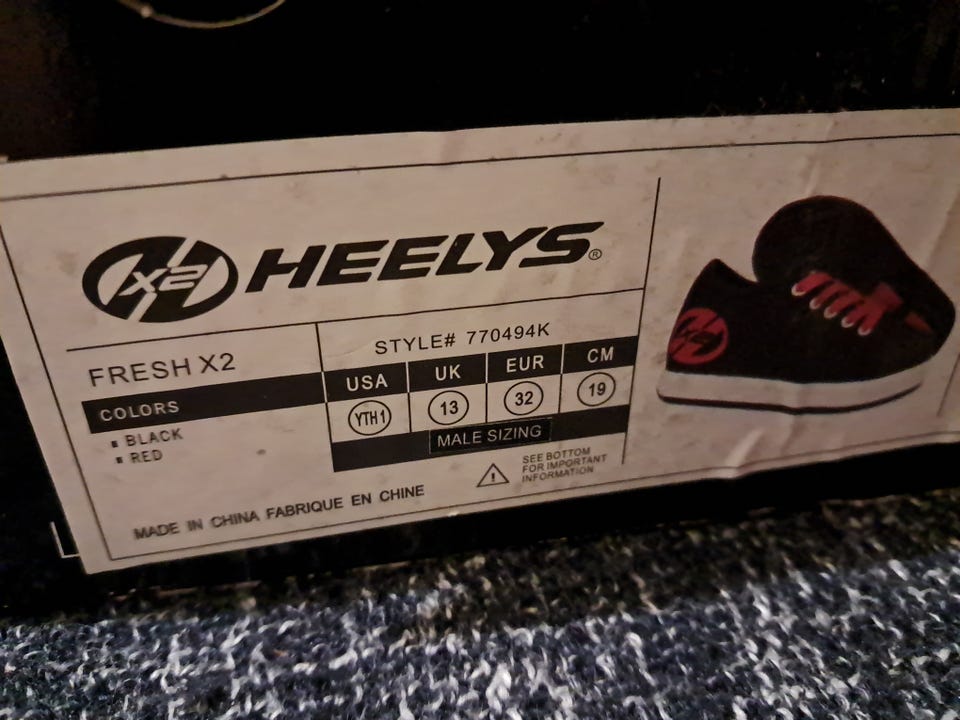 X2 HEELYS®
FRESH X2
COLORS
▪ BLACK
▪ RED
STYLE# 770494K
USA UK EUR CM
YTH1 13 32 19
MALE SIZING
! SEE BOTTOM
FOR IMPORTANT
INFORMATION
MADE IN CHINA FABRIQUE EN CHINE